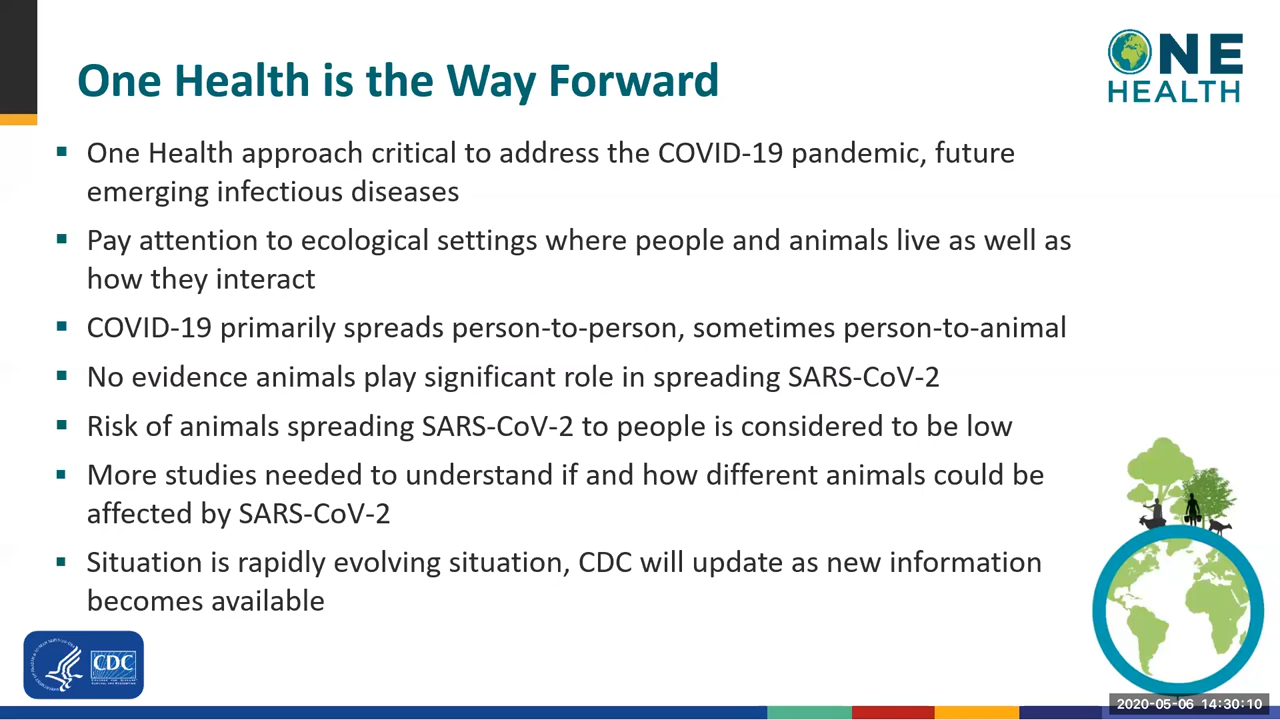 One Health is the Way Forward
ONE
HEALTH
▪ One Health approach critical to address the COVID-19 pandemic, future
emerging infectious diseases
▪ Pay attention to ecological settings where people and animals live as well as
how they interact
▪ COVID-19 primarily spreads person-to-person, sometimes person-to-animal
▪ No evidence animals play significant role in spreading SARS-CoV-2
▪ Risk of animals spreading SARS-CoV-2 to people is considered to be low
▪ More studies needed to understand if and how different animals could be
affected by SARS-CoV-2
▪ Situation is rapidly evolving situation, CDC will update as new information
becomes available
CDC
2020-05-06 14:30:10